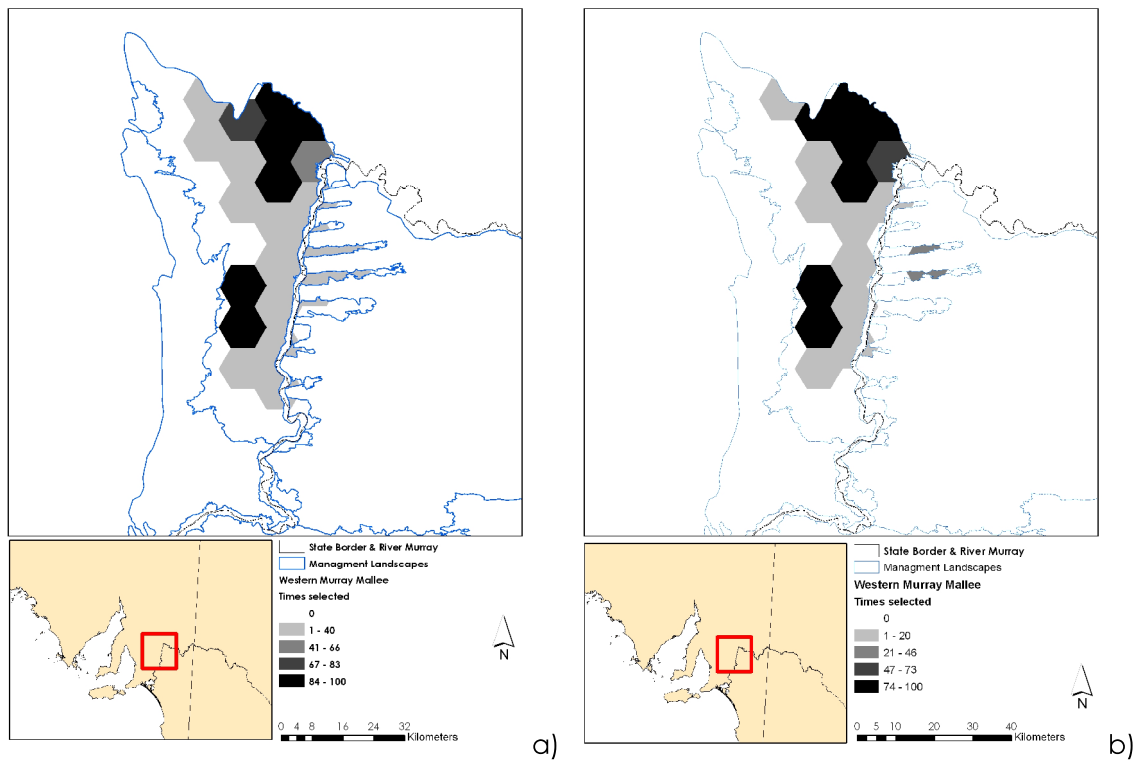 State Border & River Murray
Managment Landscapes
Western Murray Mallee
Times selected
0
1 - 40
41 - 66
67 - 83
84 - 100
N
0 4 8 16 24 32
Kilometers
a)
State Border & River Murray
Managment Landscapes
Western Murray Mallee
Times selected
0
1 - 20
21 - 46
47 - 73
74 - 100
N
0 5 10 20 30 40
Kilometers
b)